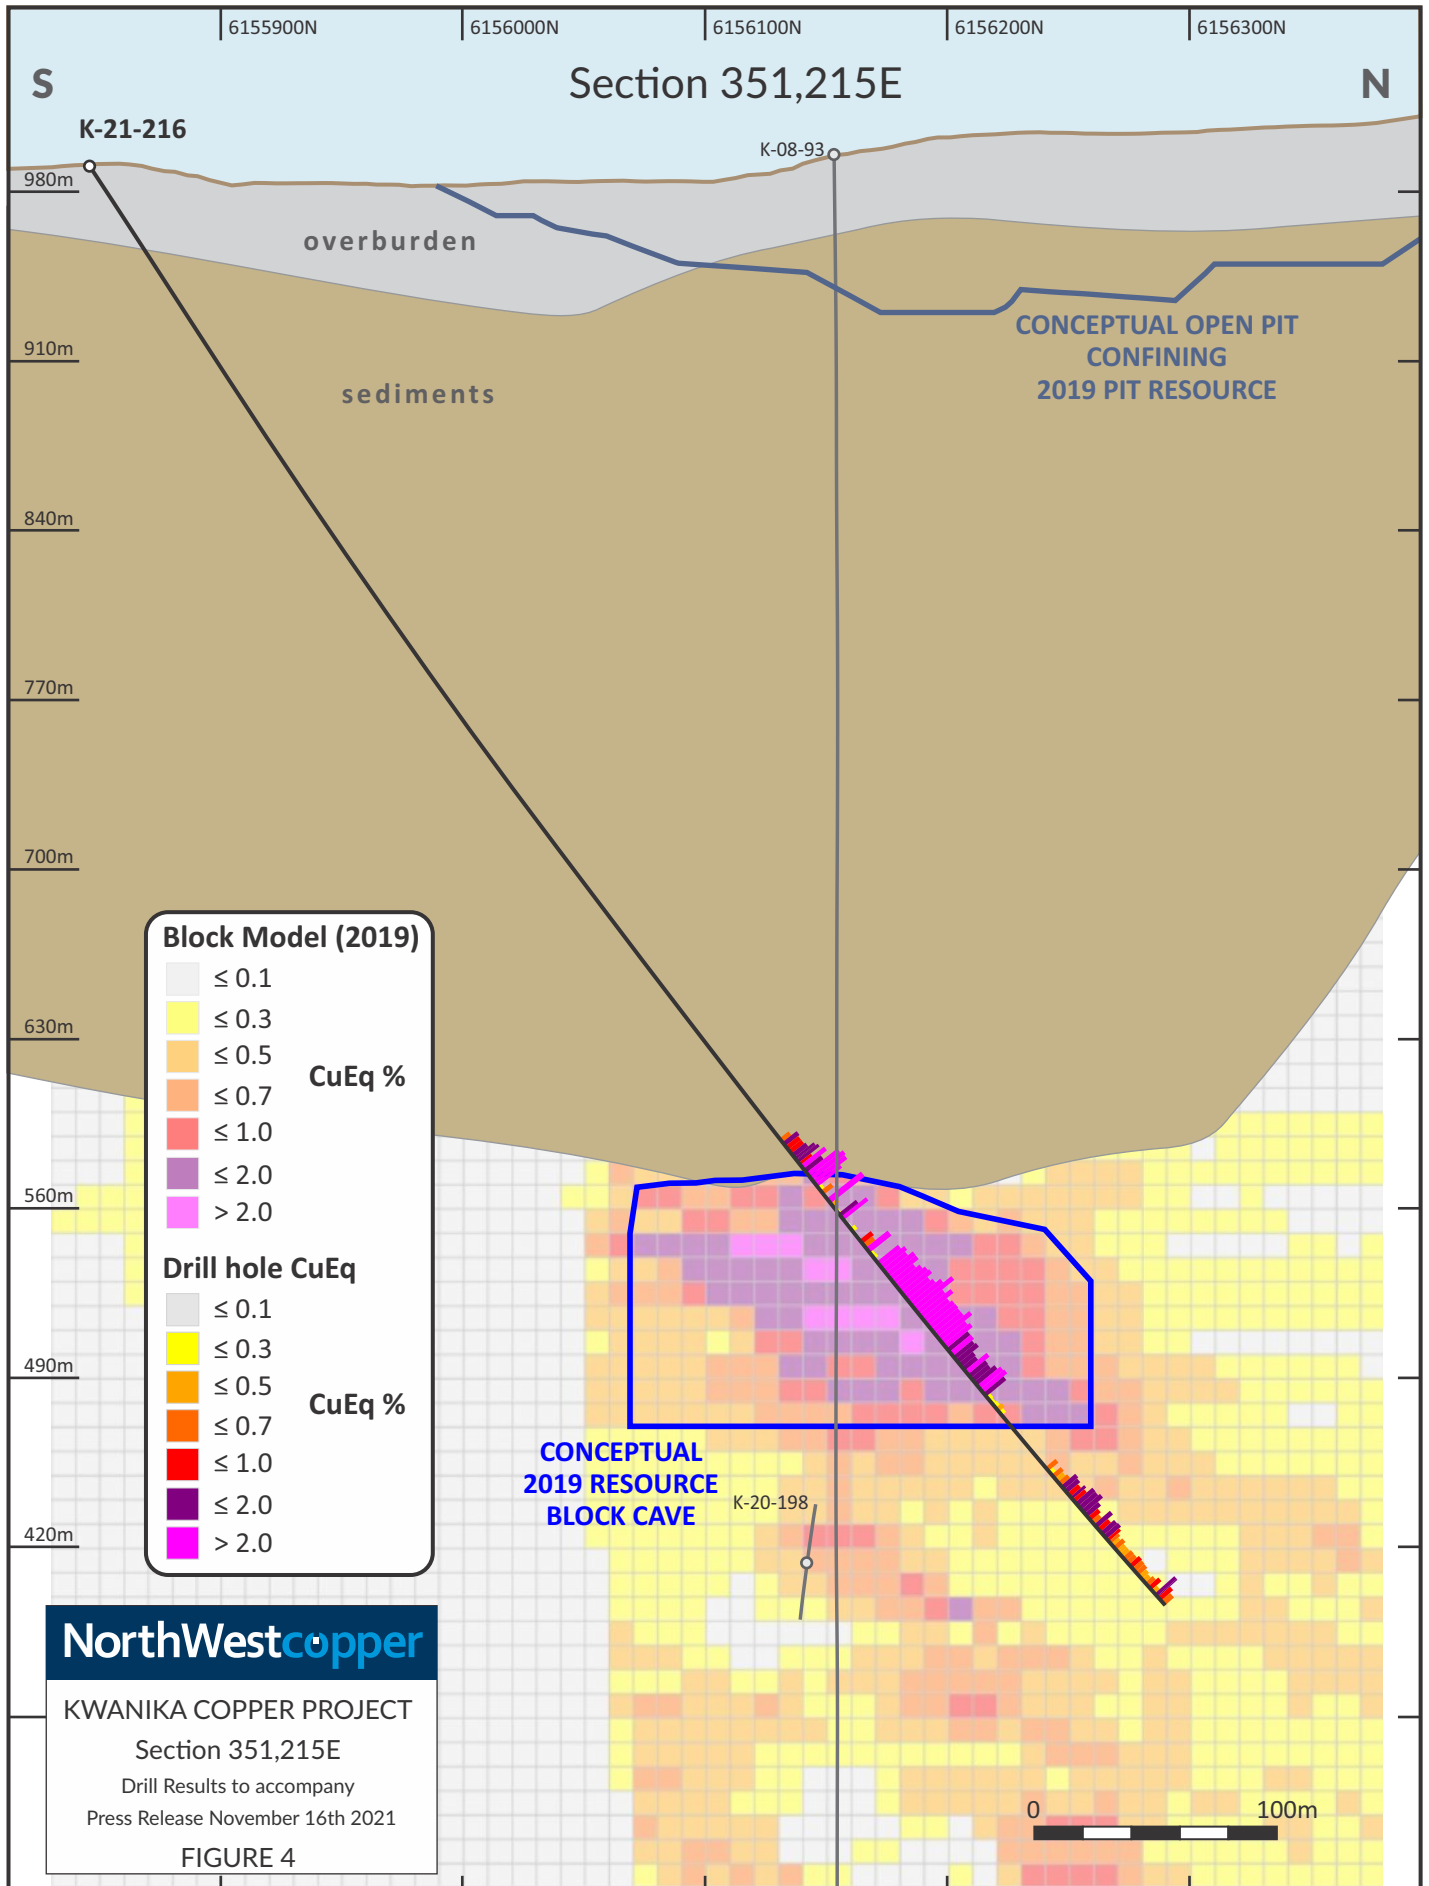 6155900N 6156000N 6156100N 6156200N 6156300N
S Section 351,215E N
K-21-216
K-08-93
980m
overburden
CONCEPTUAL OPEN PIT
CONFINING
2019 PIT RESOURCE
910m
sediments
840m
770m
700m
Block Model (2019)
≤ 0.1
≤ 0.3
≤ 0.5
≤ 0.7
≤ 1.0
≤ 2.0
> 2.0
CuEq %
630m
560m
Drill hole CuEq
≤ 0.1
≤ 0.3
≤ 0.5
≤ 0.7
≤ 1.0
≤ 2.0
> 2.0
CuEq %
490m
420m
CONCEPTUAL
2019 RESOURCE
BLOCK CAVE
K-20-198
NorthWestcopper
KWANIKA COPPER PROJECT
Section 351,215E
Drill Results to accompany
Press Release November 16th 2021
FIGURE 4
0 100m